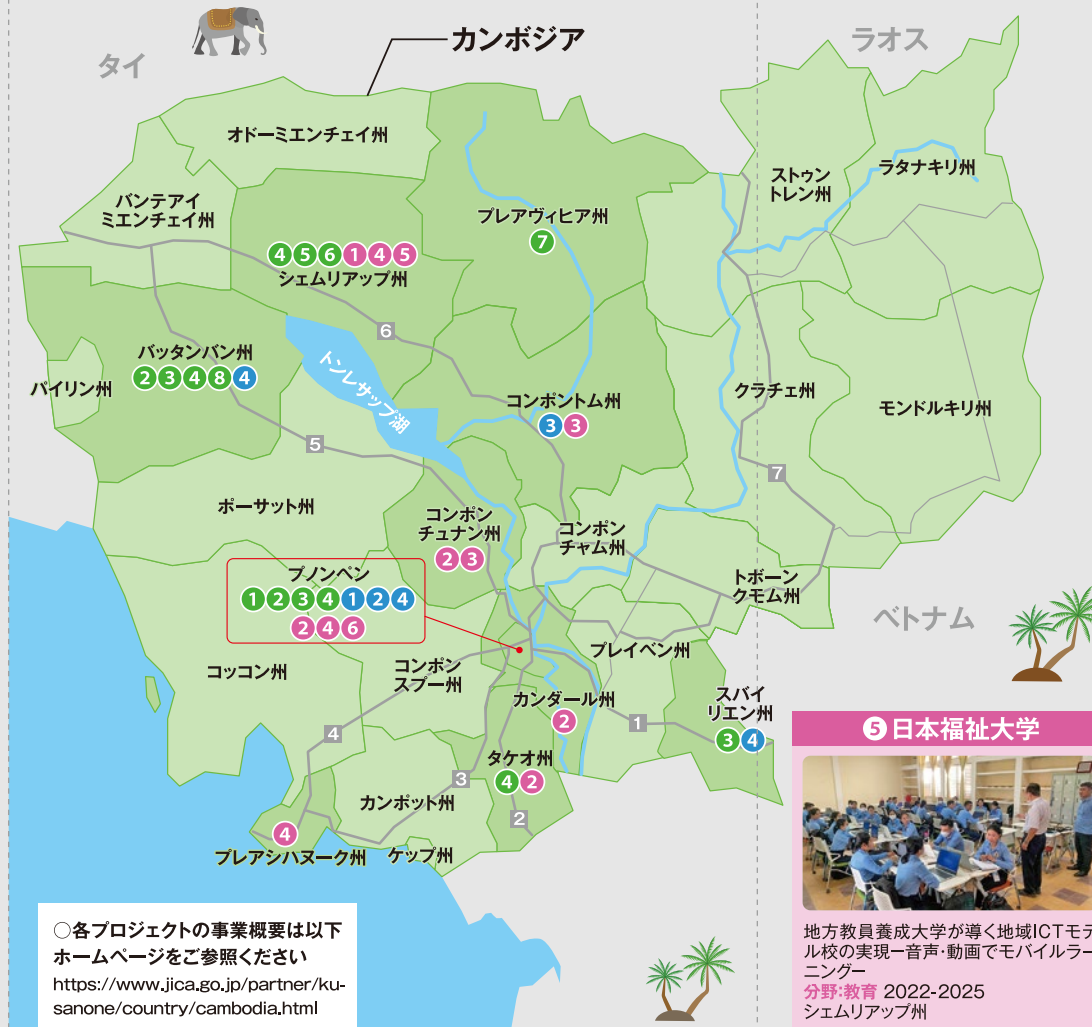 カンボジア
タイ
ラオス
オドーミエンチェイ州
バンテアイ
ミエンチェイ州
プレアヴィヒア州
7
ストゥン
トレン州
ラタナキリ州
4 5 6 1 4 5
シェムリアップ州
6
バッタンバン州
2 3 4 8 4
パイリン州
トンレサップ湖
コンポントム州
3 3
クラチェ州
モンドルキリ州
5
7
ポーサット州
コンポン
チュナン州
2 3
コンポン
チャム州
プノンペン
1 2 3 4 1 2 4
2 4 6
トボーン
クモム州
ベトナム
コッコン州
コンポン
スプー州
プレイベン州
カンダール州
2
スバイ
リエン州
3 4
1
4
タケオ州
4 2
3
2
カンポット州
4
プレアシハヌーク州
ケップ州
○各プロジェクトの事業概要は以下
ホームページをご参照ください
https://www.jica.go.jp/partner/ku-
sanone/country/cambodia.html
❺日本福祉大学
地方教員養成大学が導く地域ICTモデ
ル校の実現ー音声・動画でモバイルラー
ニングー
分野:教育 2022-2025
シェムリアップ州